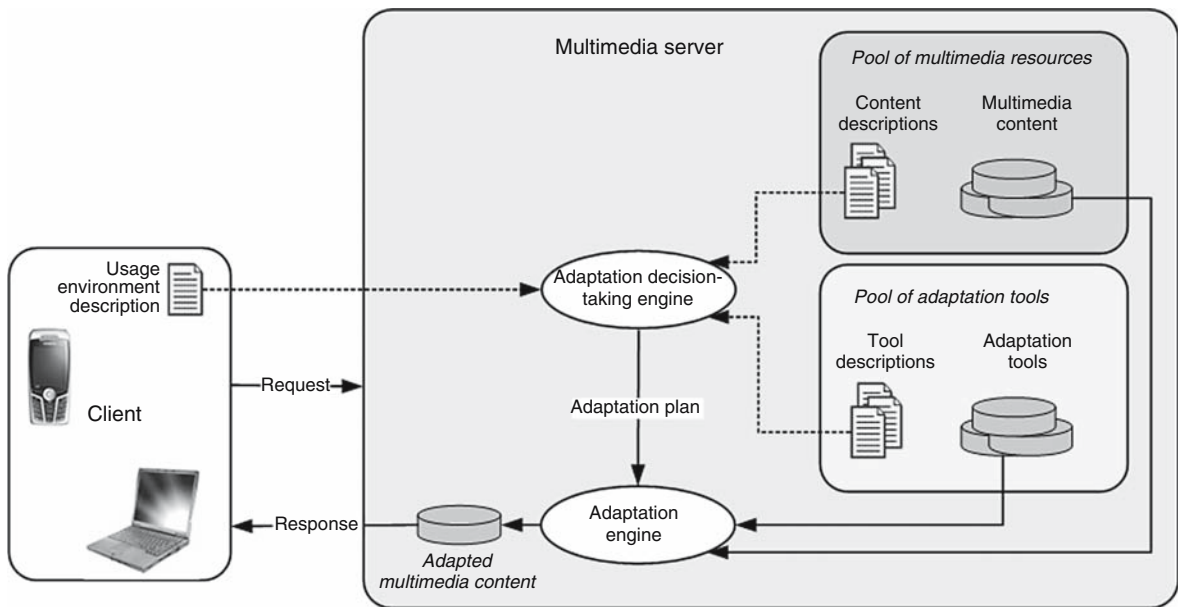 Multimedia server
Pool of multimedia resources
Content
descriptions
Multimedia
content
Usage
environment
description
Adaptation decision-
taking engine
Pool of adaptation tools
Tool
descriptions
Adaptation
tools
Client
Request
Adaptation plan
Response
Adaptation
engine
Adapted
multimedia content